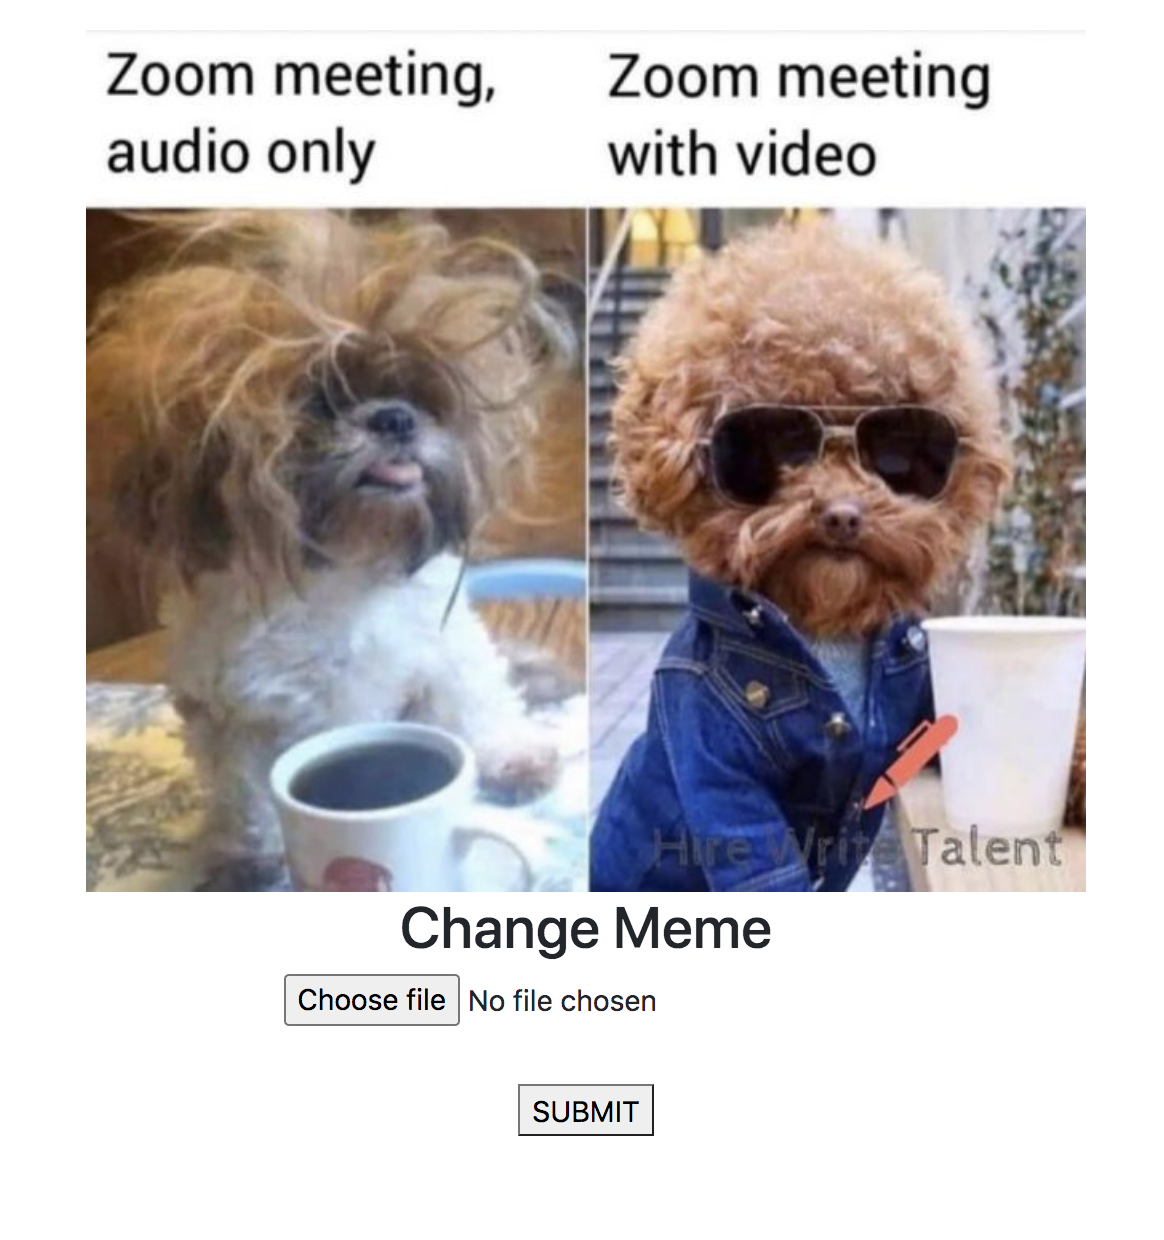 Zoom meeting,
audio only
Zoom meeting
with video
Hire Write Talent
Change Meme
Choose file No file chosen
SUBMIT